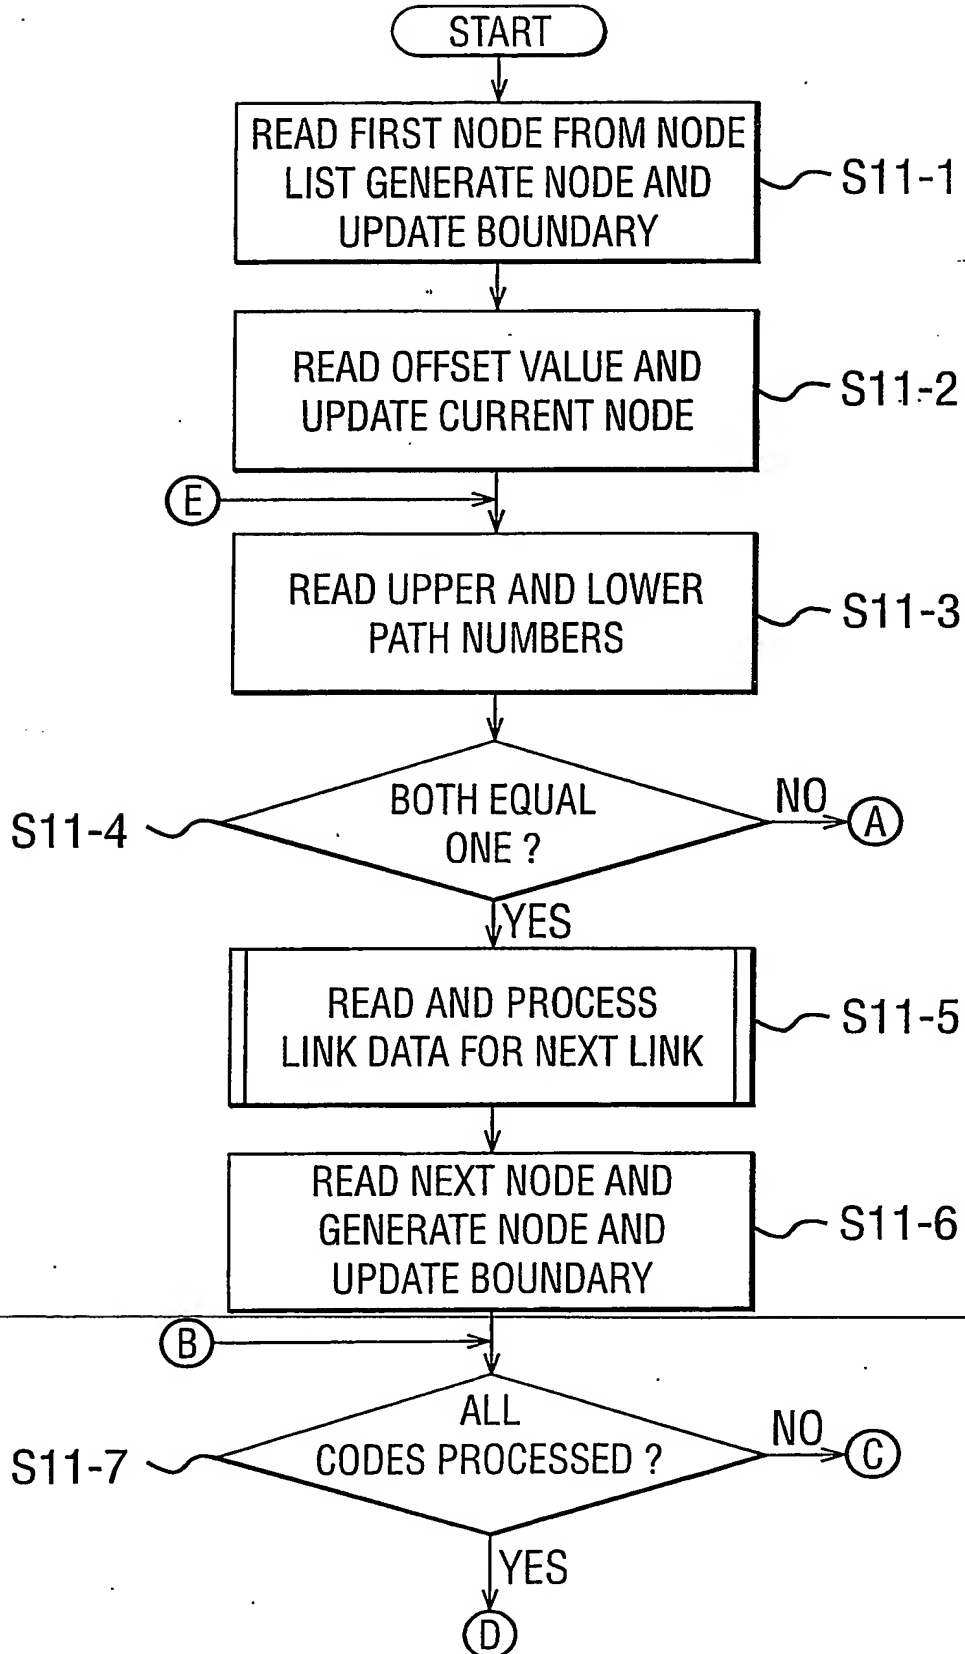 START
READ FIRST NODE FROM NODE
LIST GENERATE NODE AND
UPDATE BOUNDARY
S11-1
READ OFFSET VALUE AND
UPDATE CURRENT NODE
S11-2
E
READ UPPER AND LOWER
PATH NUMBERS
S11-3
S11-4
BOTH EQUAL
ONE ?
NO
A
YES
READ AND PROCESS
LINK DATA FOR NEXT LINK
S11-5
READ NEXT NODE AND
GENERATE NODE AND
UPDATE BOUNDARY
S11-6
B
S11-7
ALL
CODES PROCESSED ?
NO
C
YES
D